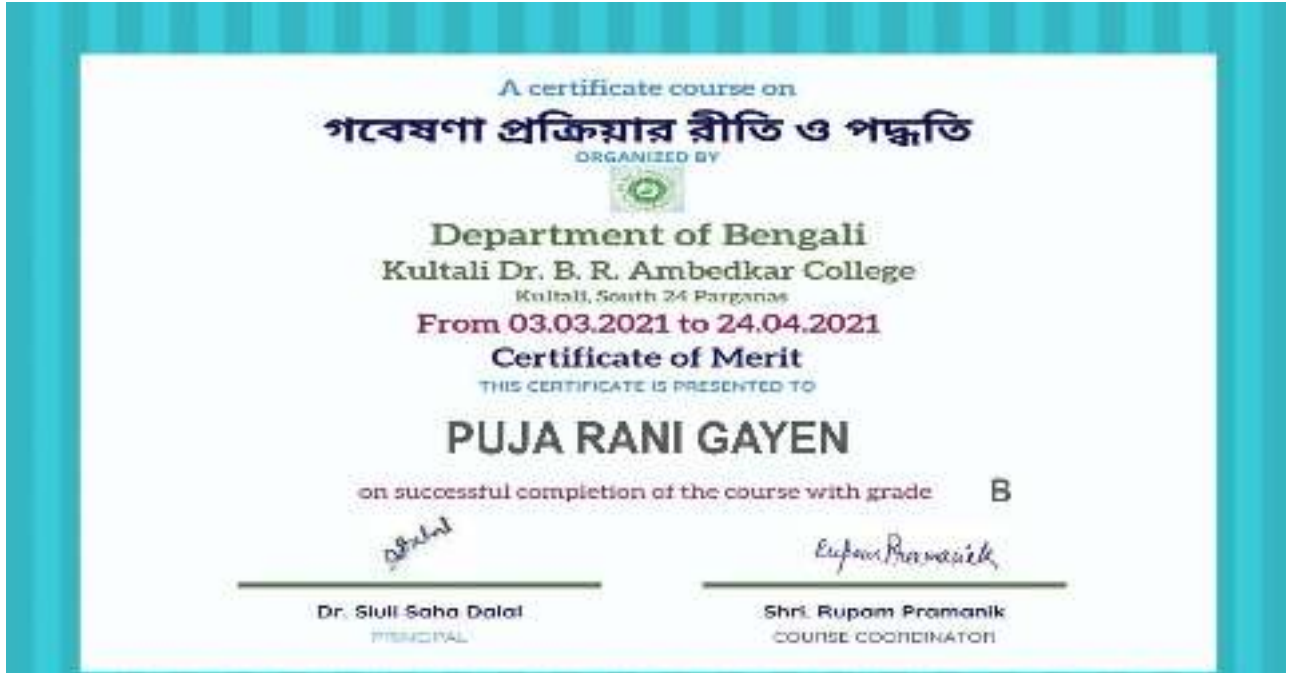 A certificate course on
গবেষণা প্রক্রিয়ার রীতি ও পদ্ধতি
ORGANIZED BY
Department of Bengali
Kultali Dr. B. R. Ambedkar College
Kultali, South 24 Parganas
From 03.03.2021 to 24.04.2021
Certificate of Merit
THIS CERTIFICATE IS PRESENTED TO
PUJA RANI GAYEN
on successful completion of the course with grade B
Dr. Siuli Saha Dalal
Shri. Rupam Pramanik
PRINCIPAL
COURSE COORDINATOR